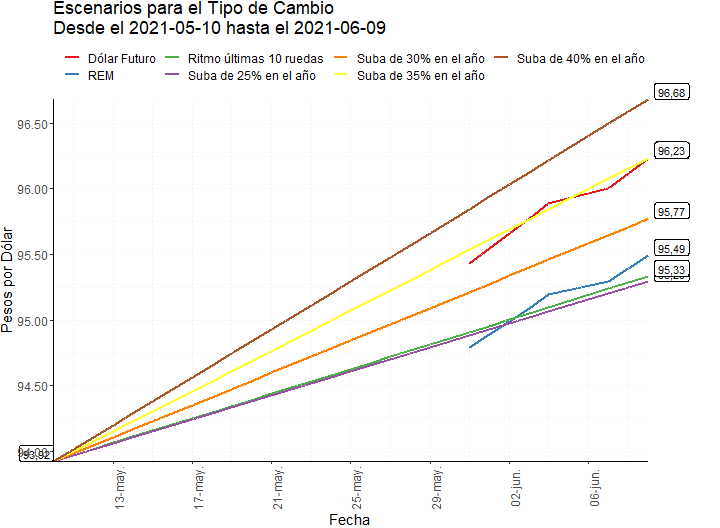 Escenarios para el Tipo de Cambio
Desde el 2021-05-10 hasta el 2021-06-09
Dólar Futuro Ritmo últimas 10 ruedas Suba de 30% en el año Suba de 40% en el año
REM Suba de 25% en el año Suba de 35% en el año
96,68
96.50
96,23
96.00
95,77
95.50
95,49
95,33
95.00
94.50
93,92
Pesos por Dólar
13-may.
17-may.
21-may.
25-may.
29-may.
02-jun.
06-jun.
Fecha